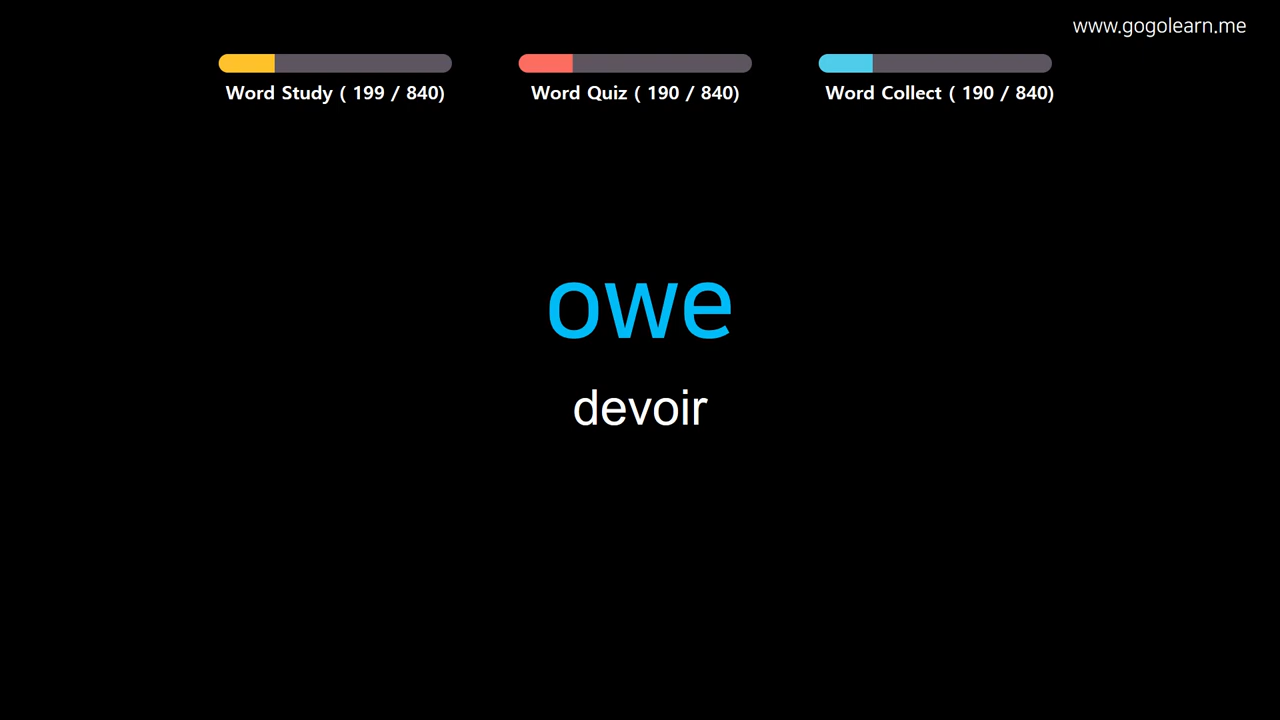 www.gogolearn.me
Word Study ( 199 / 840)
Word Quiz ( 190 / 840)
Word Collect ( 190 / 840)
owe
devoir